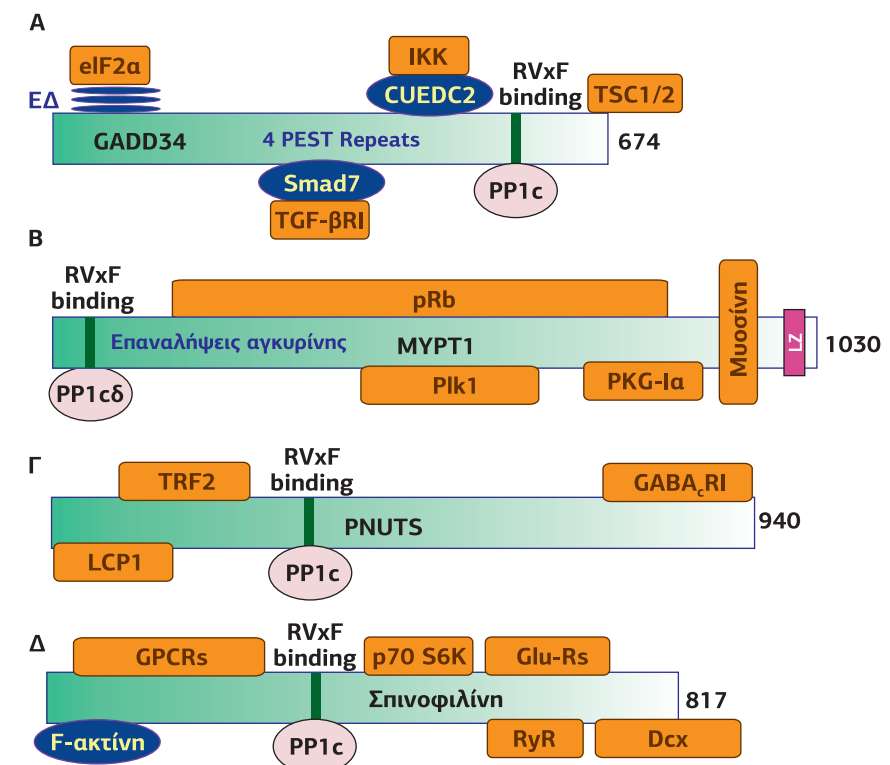 Α
eIF2α
IKK
CUEDC2
RVxF
binding
TSC1/2
ΕΔ
GADD34
4 PEST Repeats
674
Smad7
PP1c
TGF-βRI
Β
RVxF
binding
pRb
Μυοσίνη
Επαναλήψεις αγκυρίνης
MYPT1
LZ
1030
PP1cδ
Plk1
PKG-Iα
Γ
TRF2
RVxF
binding
GABAcRI
PNUTS
940
LCP1
PP1c
Δ
GPCRs
RVxF
binding
p70 S6K
Glu-Rs
Σπινοφιλίνη
817
F-ακτίνη
PP1c
RyR
Dcx